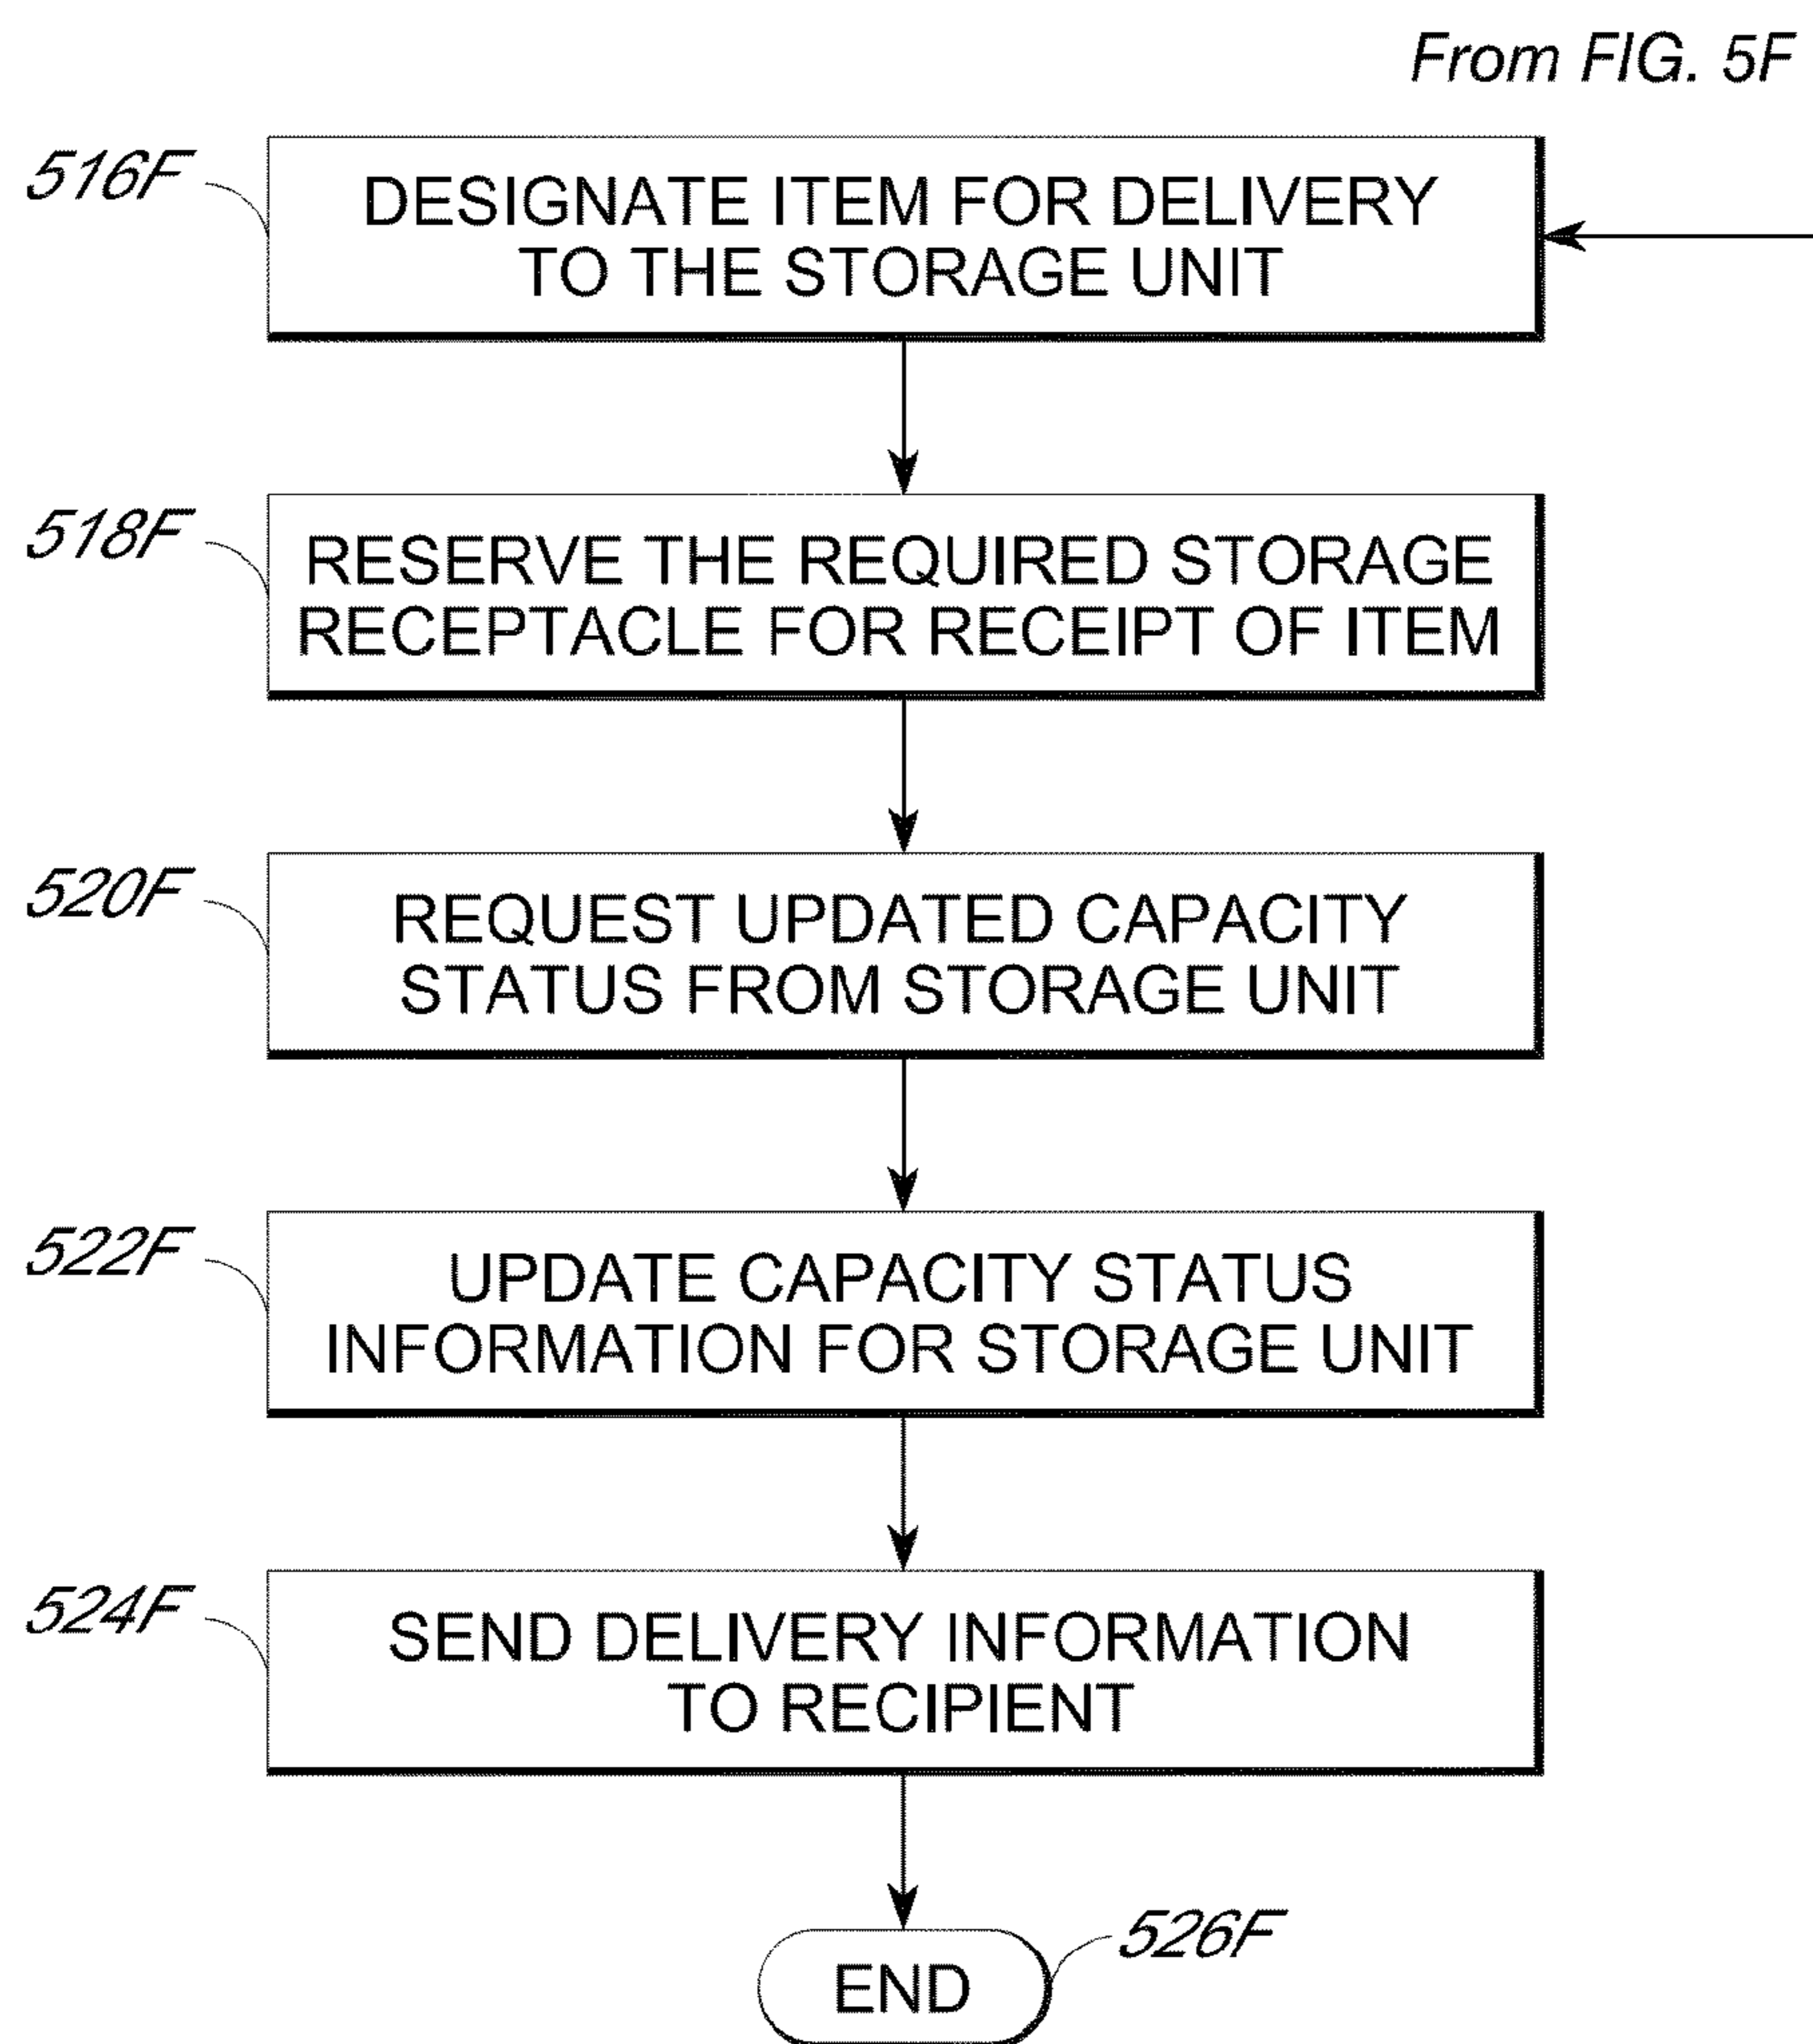 From FIG. 5F
516F
DESIGNATE ITEM FOR DELIVERY
TO THE STORAGE UNIT
518F
RESERVE THE REQUIRED STORAGE
RECEPTACLE FOR RECEIPT OF ITEM
520F
REQUEST UPDATED CAPACITY
STATUS FROM STORAGE UNIT
522F
UPDATE CAPACITY STATUS
INFORMATION FOR STORAGE UNIT
524F
SEND DELIVERY INFORMATION
TO RECIPIENT
526F
END